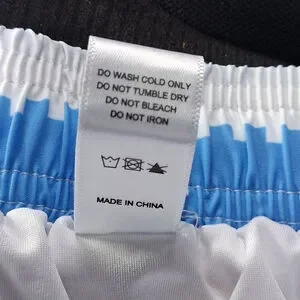 DO WASH COLD ONLY
DO NOT TUMBLE DRY
DO NOT BLEACH
DO NOT IRON
MADE IN CHINA